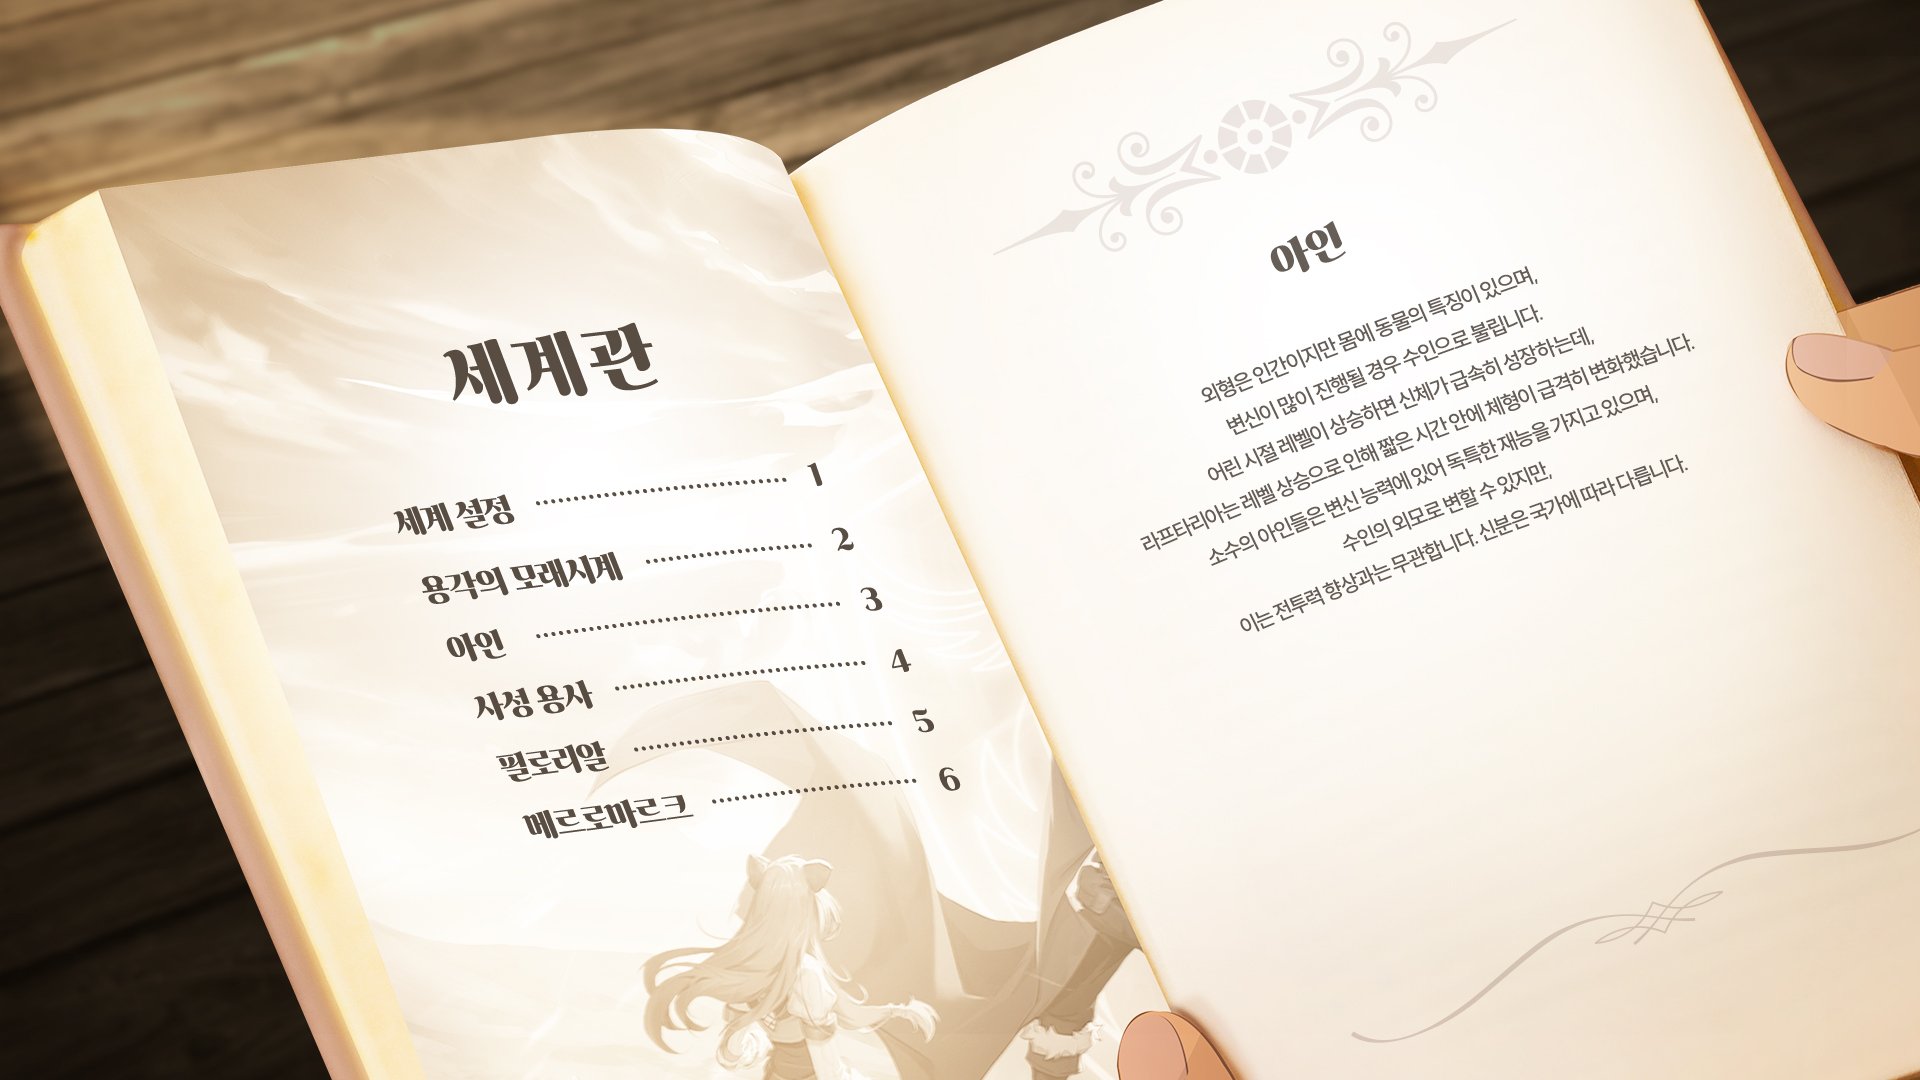 세계관
세계 설정 1
용각의 모래시계 2
아인 3
사성 용사 4
필로리알 5
메르로마르크 6
아인
외형은 인간이지만 몸에 동물의 특징이 있으며,
변신이 많이 진행될 경우 수인으로 불립니다.
어린 시절 레벨이 상승하면 신체가 급속히 성장하는데,
라프타리아는 레벨 상승으로 인해 짧은 시간 안에 체형이 급격히 변화했습니다.
소수의 아인들은 변신 능력에 있어 독특한 재능을 가지고 있으며,
수인의 외모로 변할 수 있지만,
이는 전투력 향상과는 무관합니다. 신분은 국가에 따라 다릅니다.